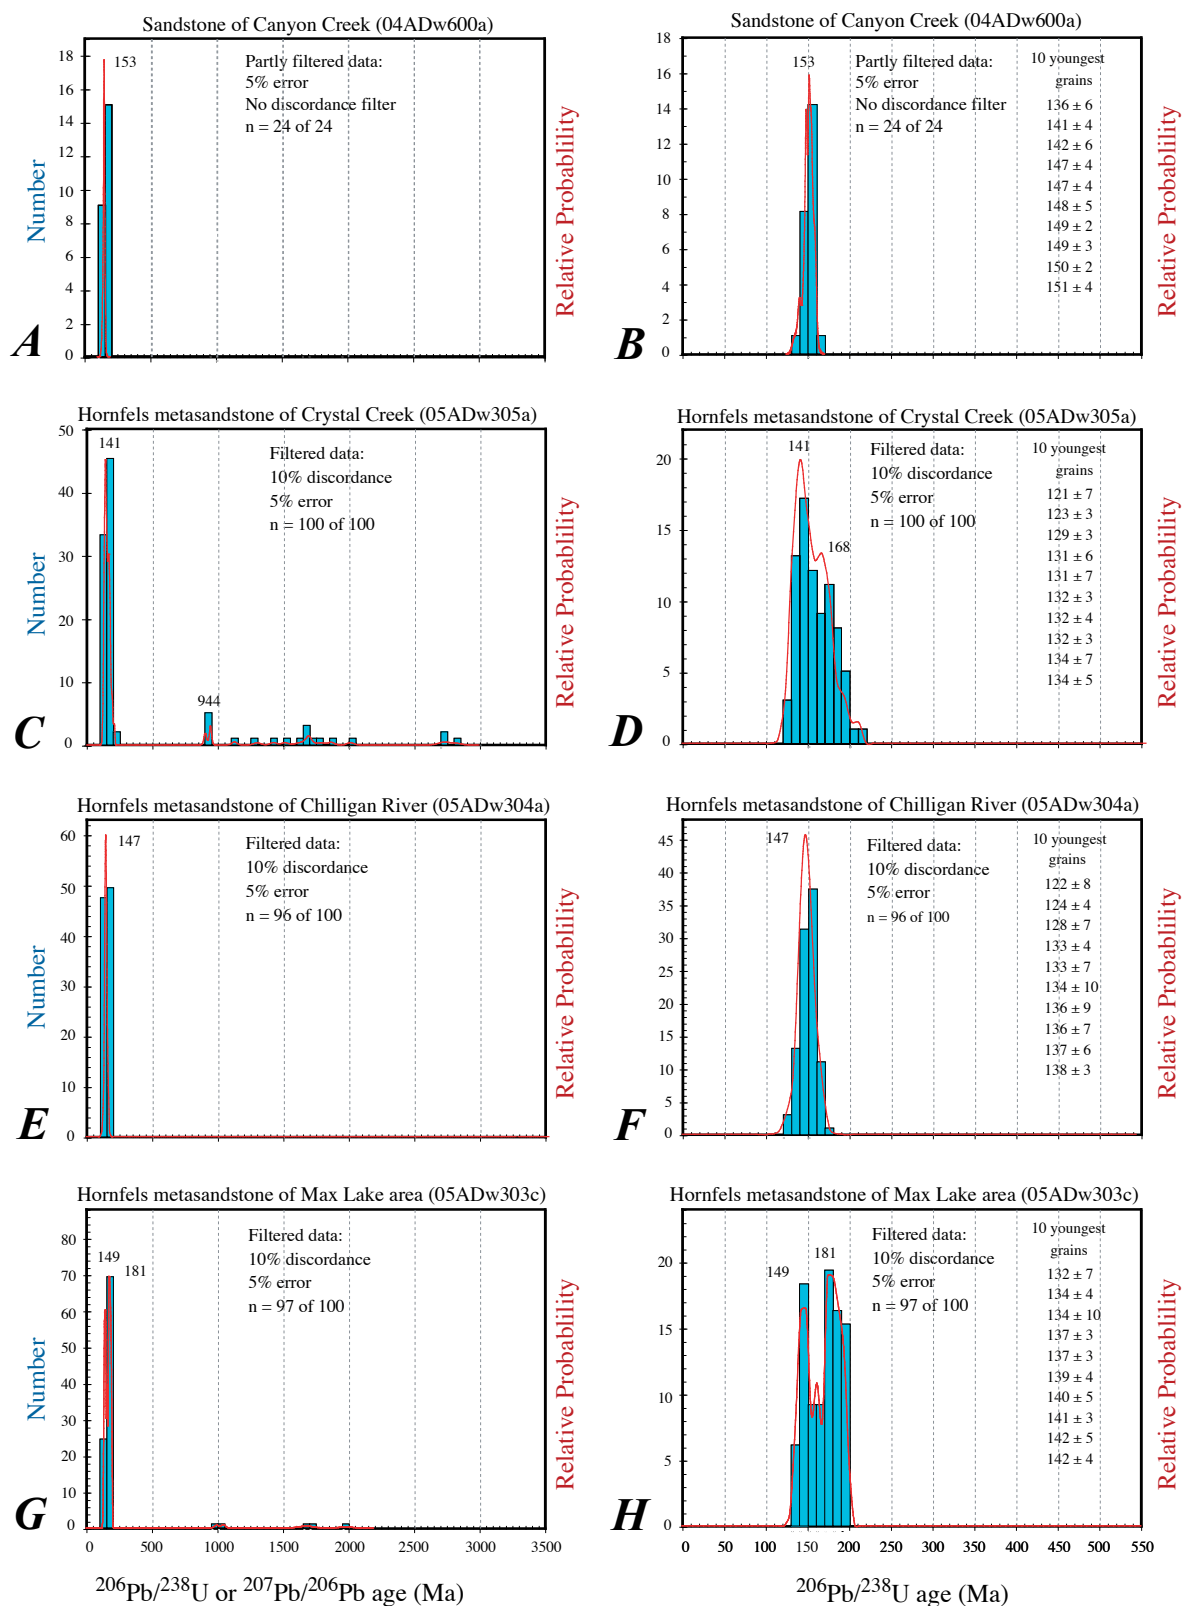 Sandstone of Canyon Creek (04ADw600a)
18
16
14
12
10
8
6
4
2
0
Number
153
Partly filtered data:
5% error
No discordance filter
n = 24 of 24
Relative Probablility
A
Sandstone of Canyon Creek (04ADw600a)
18
16
14
12
10
8
6
4
2
0
153
Partly filtered data:
5% error
No discordance filter
n = 24 of 24
10 youngest
grains
136 ± 6
141 ± 4
142 ± 6
147 ± 4
147 ± 4
148 ± 5
149 ± 2
149 ± 3
150 ± 2
151 ± 4
Relative Probablility
B
Hornfels metasandstone of Crystal Creek (05ADw305a)
50
40
30
20
10
0
Number
141
944
Filtered data:
10% discordance
5% error
n = 100 of 100
Relative Probablility
C
Hornfels metasandstone of Crystal Creek (05ADw305a)
20
15
10
5
0
141
168
Filtered data:
10% discordance
5% error
n = 100 of 100
10 youngest
grains
121 ± 7
123 ± 3
129 ± 3
131 ± 6
131 ± 7
132 ± 3
132 ± 4
132 ± 3
134 ± 7
134 ± 5
Relative Probablility
D
Hornfels metasandstone of Chilligan River (05ADw304a)
60
50
40
30
20
10
0
Number
147
Filtered data:
10% discordance
5% error
n = 96 of 100
Relative Probablility
E
Hornfels metasandstone of Chilligan River (05ADw304a)
45
40
35
30
25
20
15
10
5
0
147
Filtered data:
10% discordance
5% error
n = 96 of 100
10 youngest
grains
122 ± 8
124 ± 4
128 ± 7
133 ± 4
133 ± 7
134 ± 10
136 ± 9
136 ± 7
137 ± 6
138 ± 3
Relative Probablility
F
Hornfels metasandstone of Max Lake area (05ADw303c)
80
70
60
50
40
30
20
10
0
Number
149
181
Filtered data:
10% discordance
5% error
n = 97 of 100
Relative Probablility
G
0 500 1000 1500 2000 2500 3000 3500
206Pb/238U or 207Pb/206Pb age (Ma)
Hornfels metasandstone of Max Lake area (05ADw303c)
20
15
10
5
0
149
181
Filtered data:
10% discordance
5% error
n = 97 of 100
10 youngest
grains
132 ± 7
134 ± 4
134 ± 10
137 ± 3
137 ± 3
139 ± 4
140 ± 5
141 ± 3
142 ± 5
142 ± 4
Relative Probablility
H
0 50 100 150 200 250 300 350 400 450 500 550
206Pb/238U age (Ma)